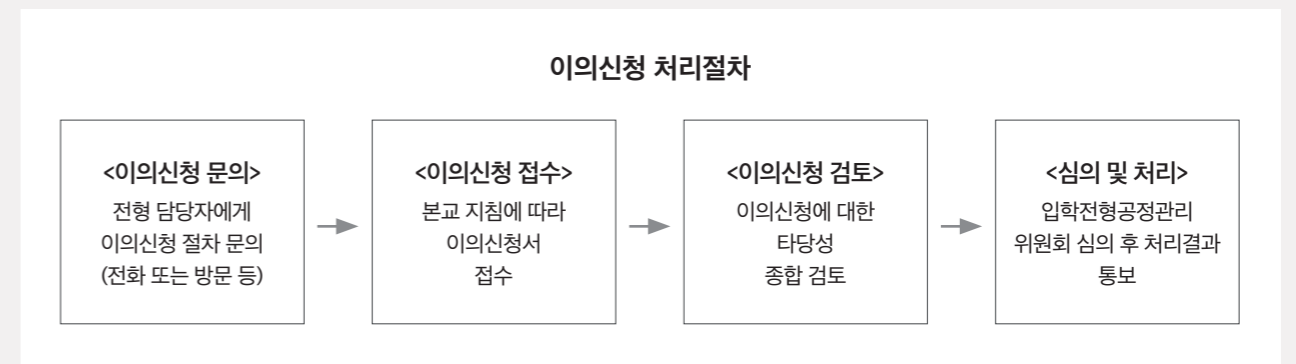 이의신청 처리절차
<이의신청 문의>
전형 담당자에게
이의신청 절차 문의
(전화 또는 방문 등)
<이의신청 접수>
본교 지침에 따라
이의신청서
접수
<이의신청 검토>
이의신청에 대한
타당성
종합 검토
<심의 및 처리>
입학전형공정관리
위원회 심의 후 처리결과
통보